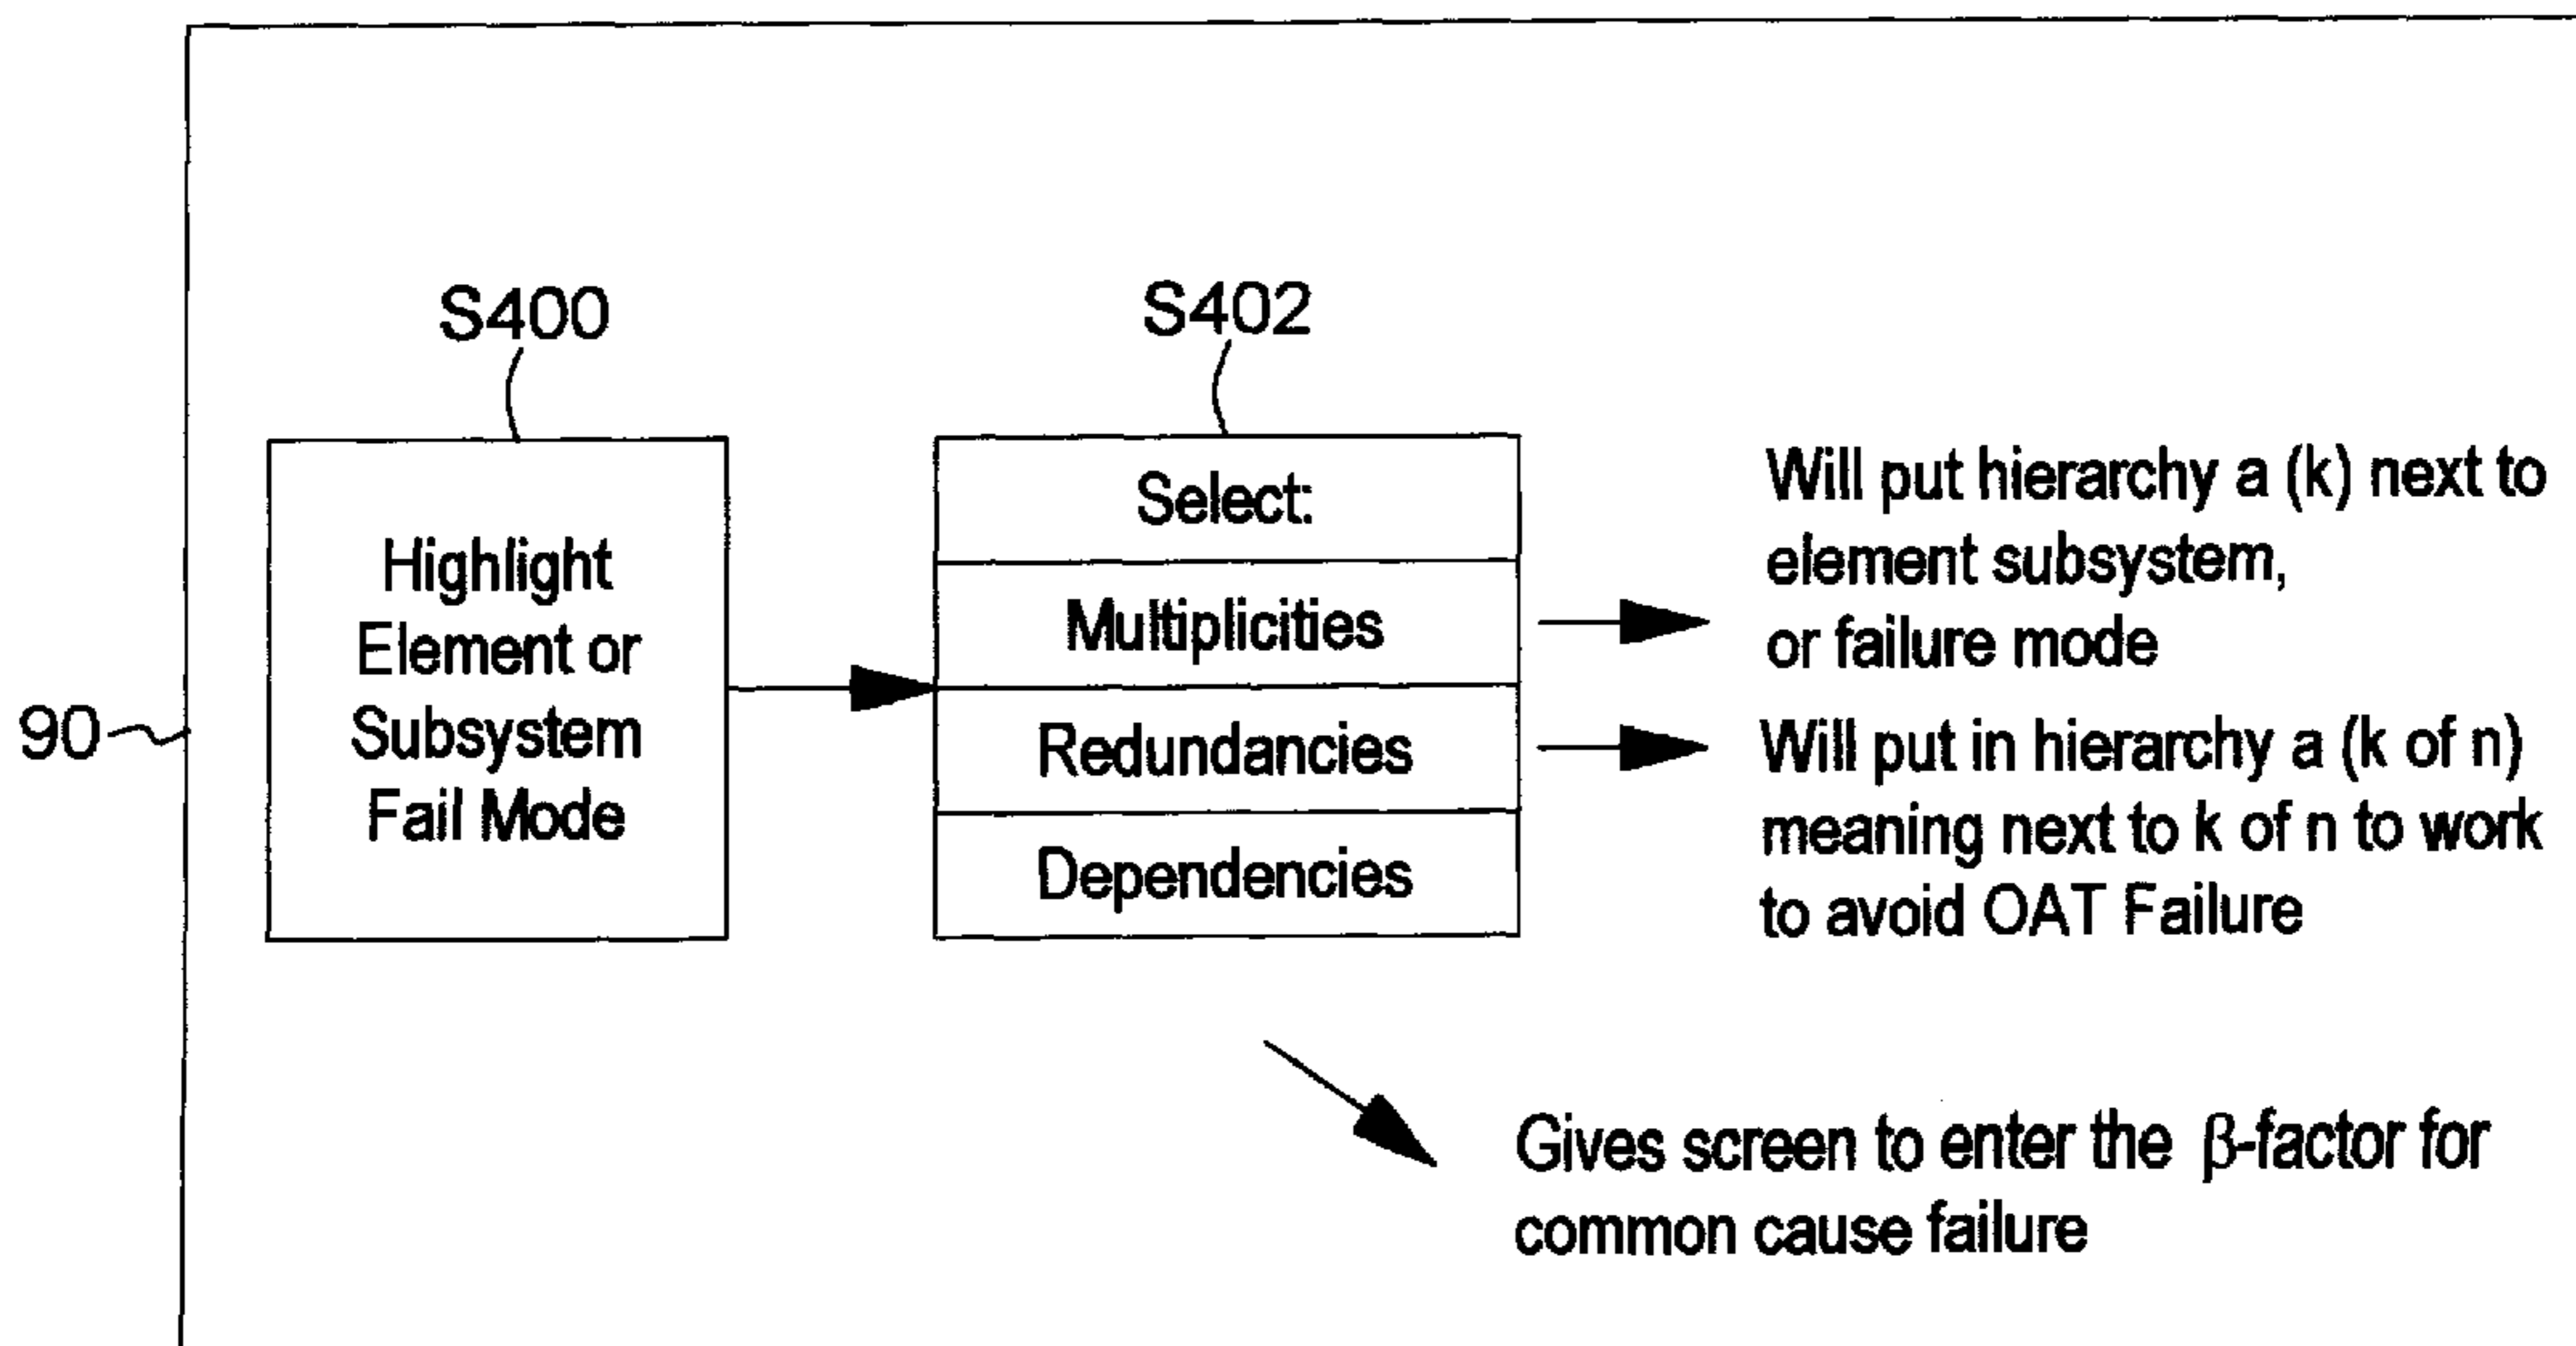 S400
S402
90
Highlight
Element or
Subsystem
Fail Mode
Select:
Multiplicities
Redundancies
Dependencies
Will put hierarchy a (k) next to
element subsystem,
or failure mode
Will put in hierarchy a (k of n)
meaning next to k of n to work
to avoid OAT Failure
Gives screen to enter the β-factor for
common cause failure